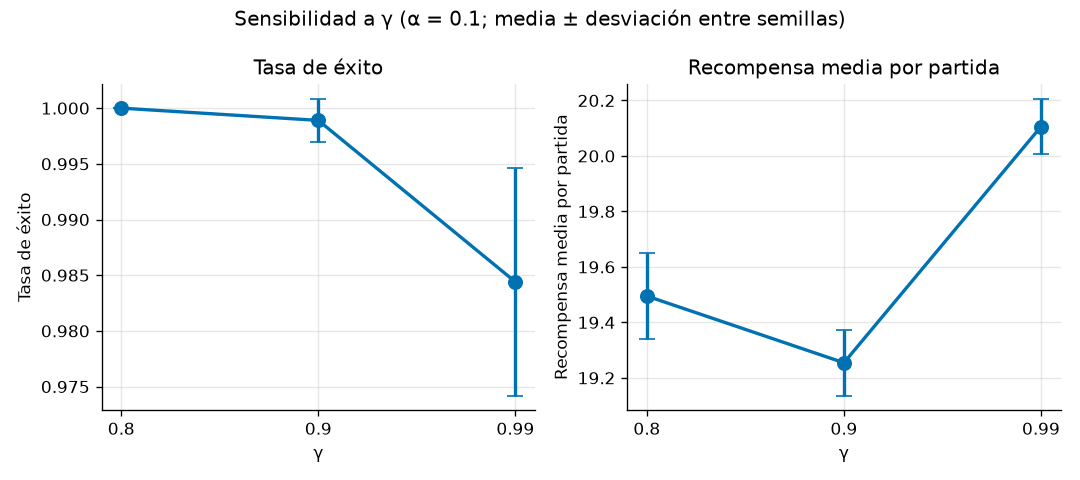 Sensibilidad a γ (α = 0.1; media ± desviación entre semillas)
Tasa de éxito
Tasa de éxito
1.000
0.995
0.990
0.985
0.980
0.975
0.8
0.9
0.99
γ
Recompensa media por partida
Recompensa media por partida
20.2
20.0
19.8
19.6
19.4
19.2
0.8
0.9
0.99
γ